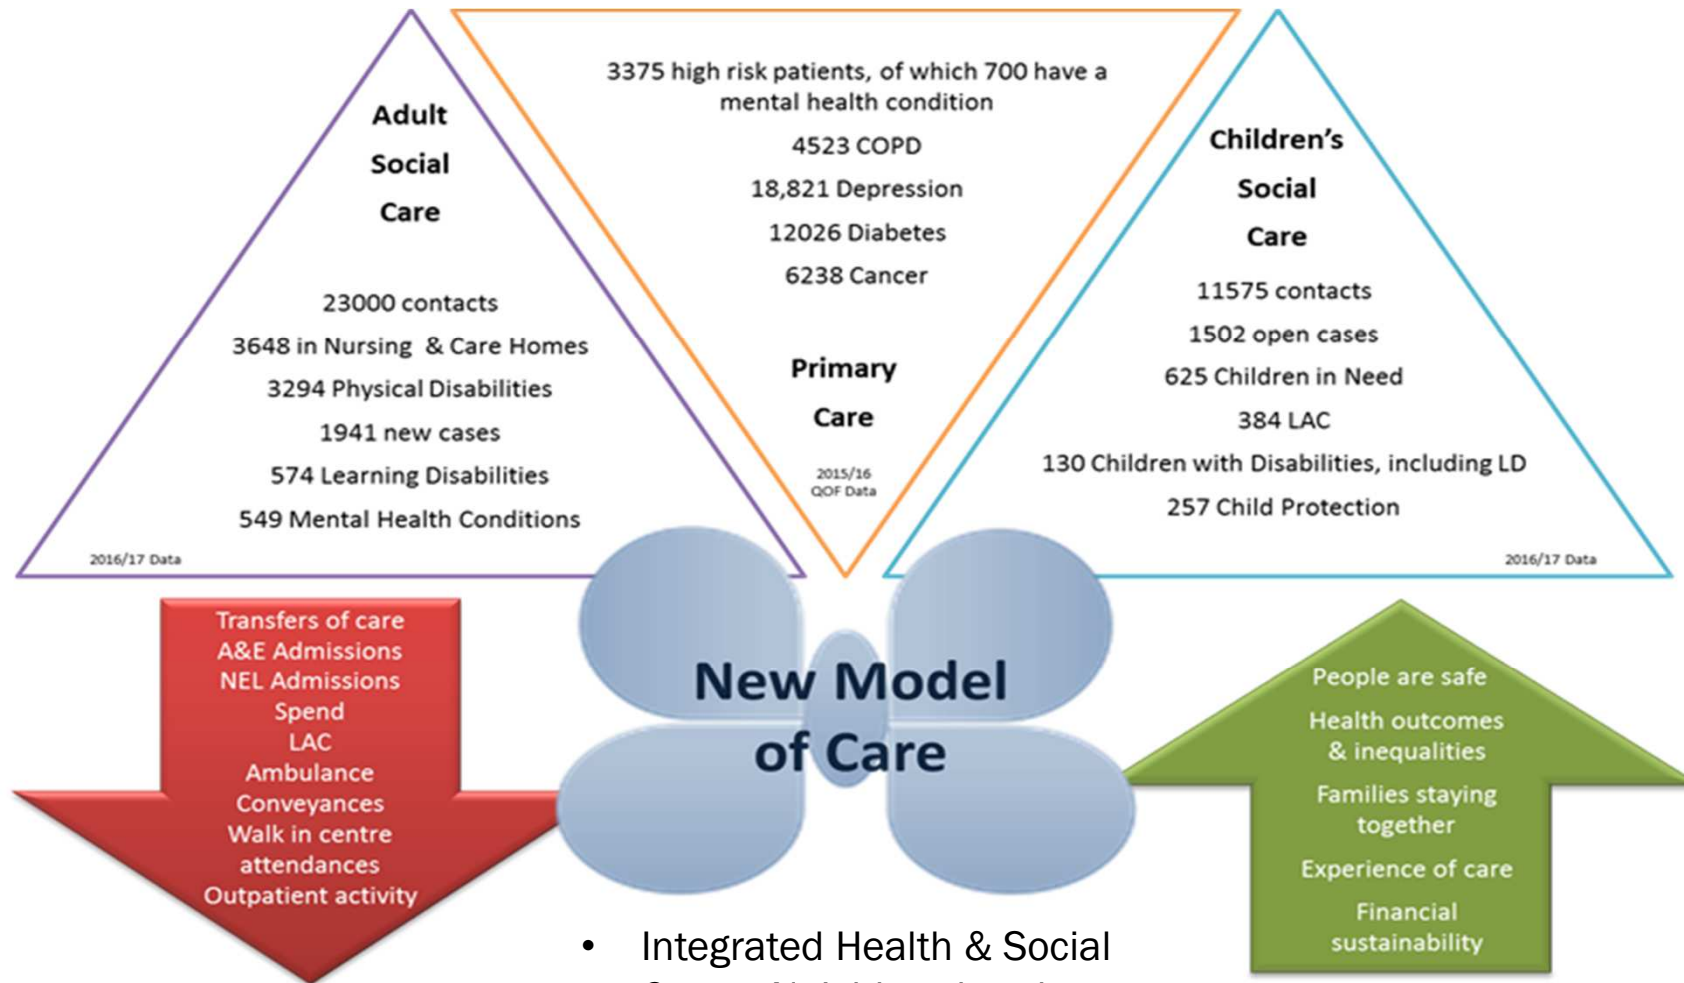 Adult
Social
Care
23000 contacts
3648 in Nursing & Care Homes
3294 Physical Disabilities
1941 new cases
574 Learning Disabilities
549 Mental Health Conditions
2016/17 Data
3375 high risk patients, of which 700 have a
mental health condition
4523 COPD
18,821 Depression
12026 Diabetes
6238 Cancer
Primary
Care
2015/16
QOF Data
Children's
Social
Care
11575 contacts
1502 open cases
625 Children in Need
384 LAC
130 Children with Disabilities, including LD
257 Child Protection
2016/17 Data
Transfers of care
A&E Admissions
NEL Admissions
Spend
LAC
Ambulance
Conveyances
Walk in centre
attendances
Outpatient activity
New Model
of Care
People are safe
Health outcomes
& inequalities
Families staying
together
Experience of care
Financial
sustainability
• Integrated Health & Social